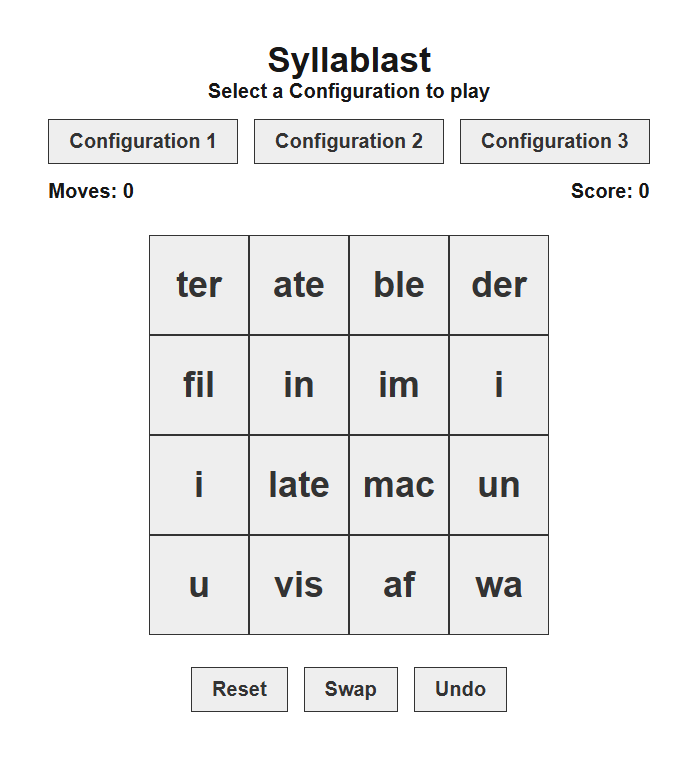 Syllablast
Select a Configuration to play
Configuration 1 Configuration 2 Configuration 3
Moves: 0 Score: 0
ter ate ble der
fil in im i
i late mac un
u vis af wa
Reset Swap Undo